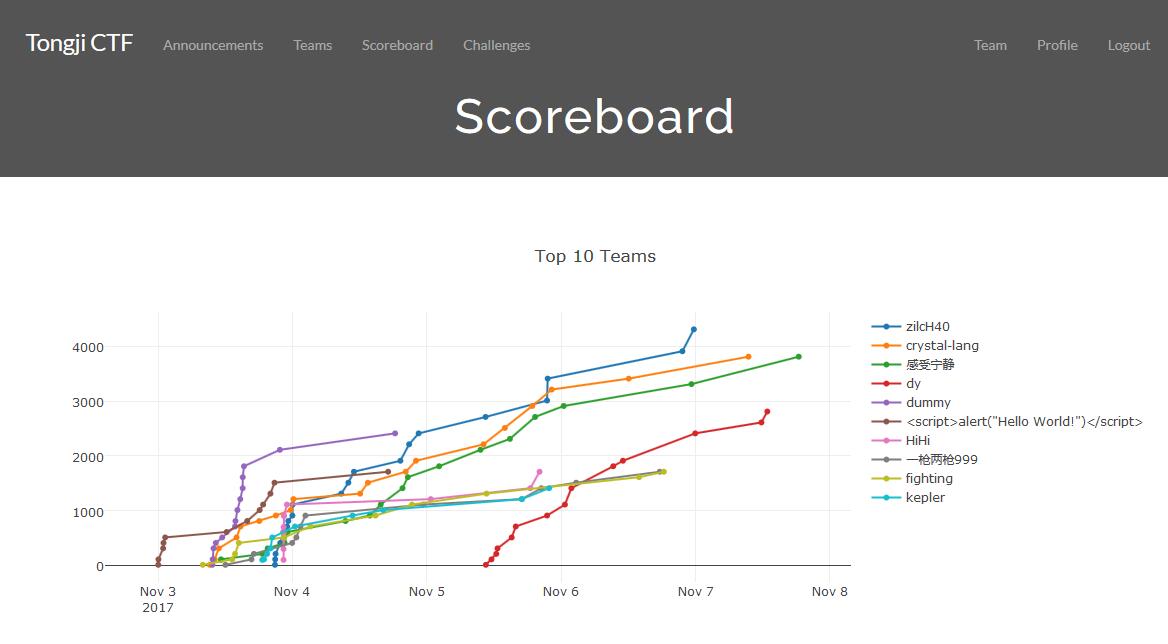 Tongji CTF Announcements Teams Scoreboard Challenges Team Profile Logout
Scoreboard
Top 10 Teams
4000
3000
2000
1000
0
Nov 3 Nov 4 Nov 5 Nov 6 Nov 7 Nov 8
2017
zilcH40
crystal-lang
感受宁静
dy
dummy
<script>alert("Hello World!")</script>
HiHi
一枪两枪999
fighting
kepler